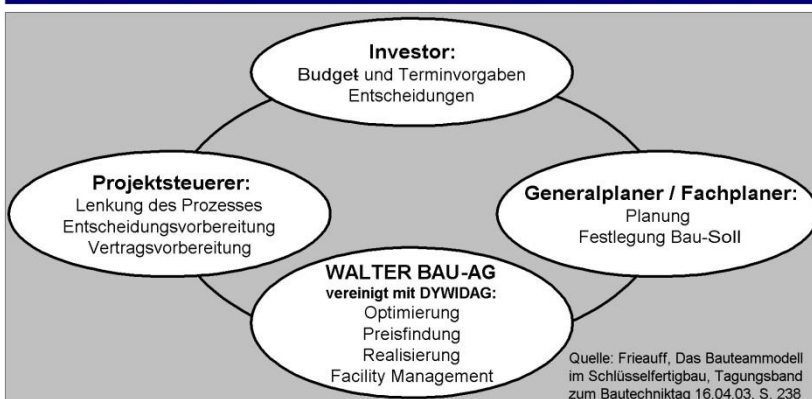 Investor:
Budget und Terminvorgaben
Entscheidungen
Projektsteuerer:
Lenkung des Prozesses
Entscheidungsvorbereitung
Vertragsvorbereitung
Generalplaner / Fachplaner:
Planung
Festlegung Bau-Soll
WALTER BAU-AG
vereinigt mit DYWIDAG:
Optimierung
Preisfindung
Realisierung
Facility Management
Quelle: Frieauff, Das Bauteammodell
im Schlüsselfertigbau, Tagungsband
zum Bautechniktag 16.04.03, S. 238